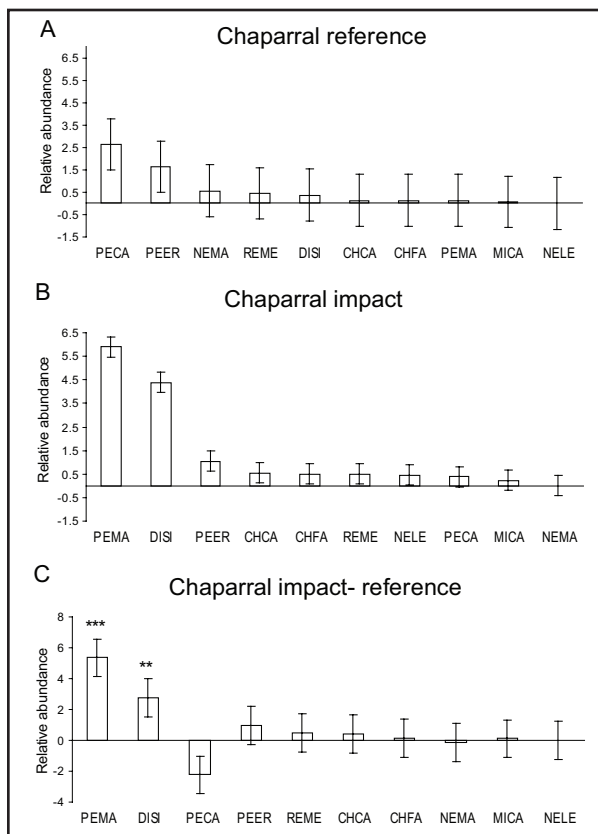 A
Chaparral reference
Relative abundance
6.5
5.5
4.5
3.5
2.5
1.5
0.5
-0.5
-1.5
PECA PEER NEMA REME DISI CHCA CHFA PEMA MICA NELE
B
Chaparral impact
Relative abundance
6.5
5.5
4.5
3.5
2.5
1.5
0.5
-0.5
-1.5
PEMA DISI PEER CHCA CHFA REME NELE PECA MICA NEMA
C
Chaparral impact- reference
Relative abundance
8
6
4
2
0
-2
-4
***
**
PEMA DISI PECA PEER REME CHCA CHFA NEMA MICA NELE